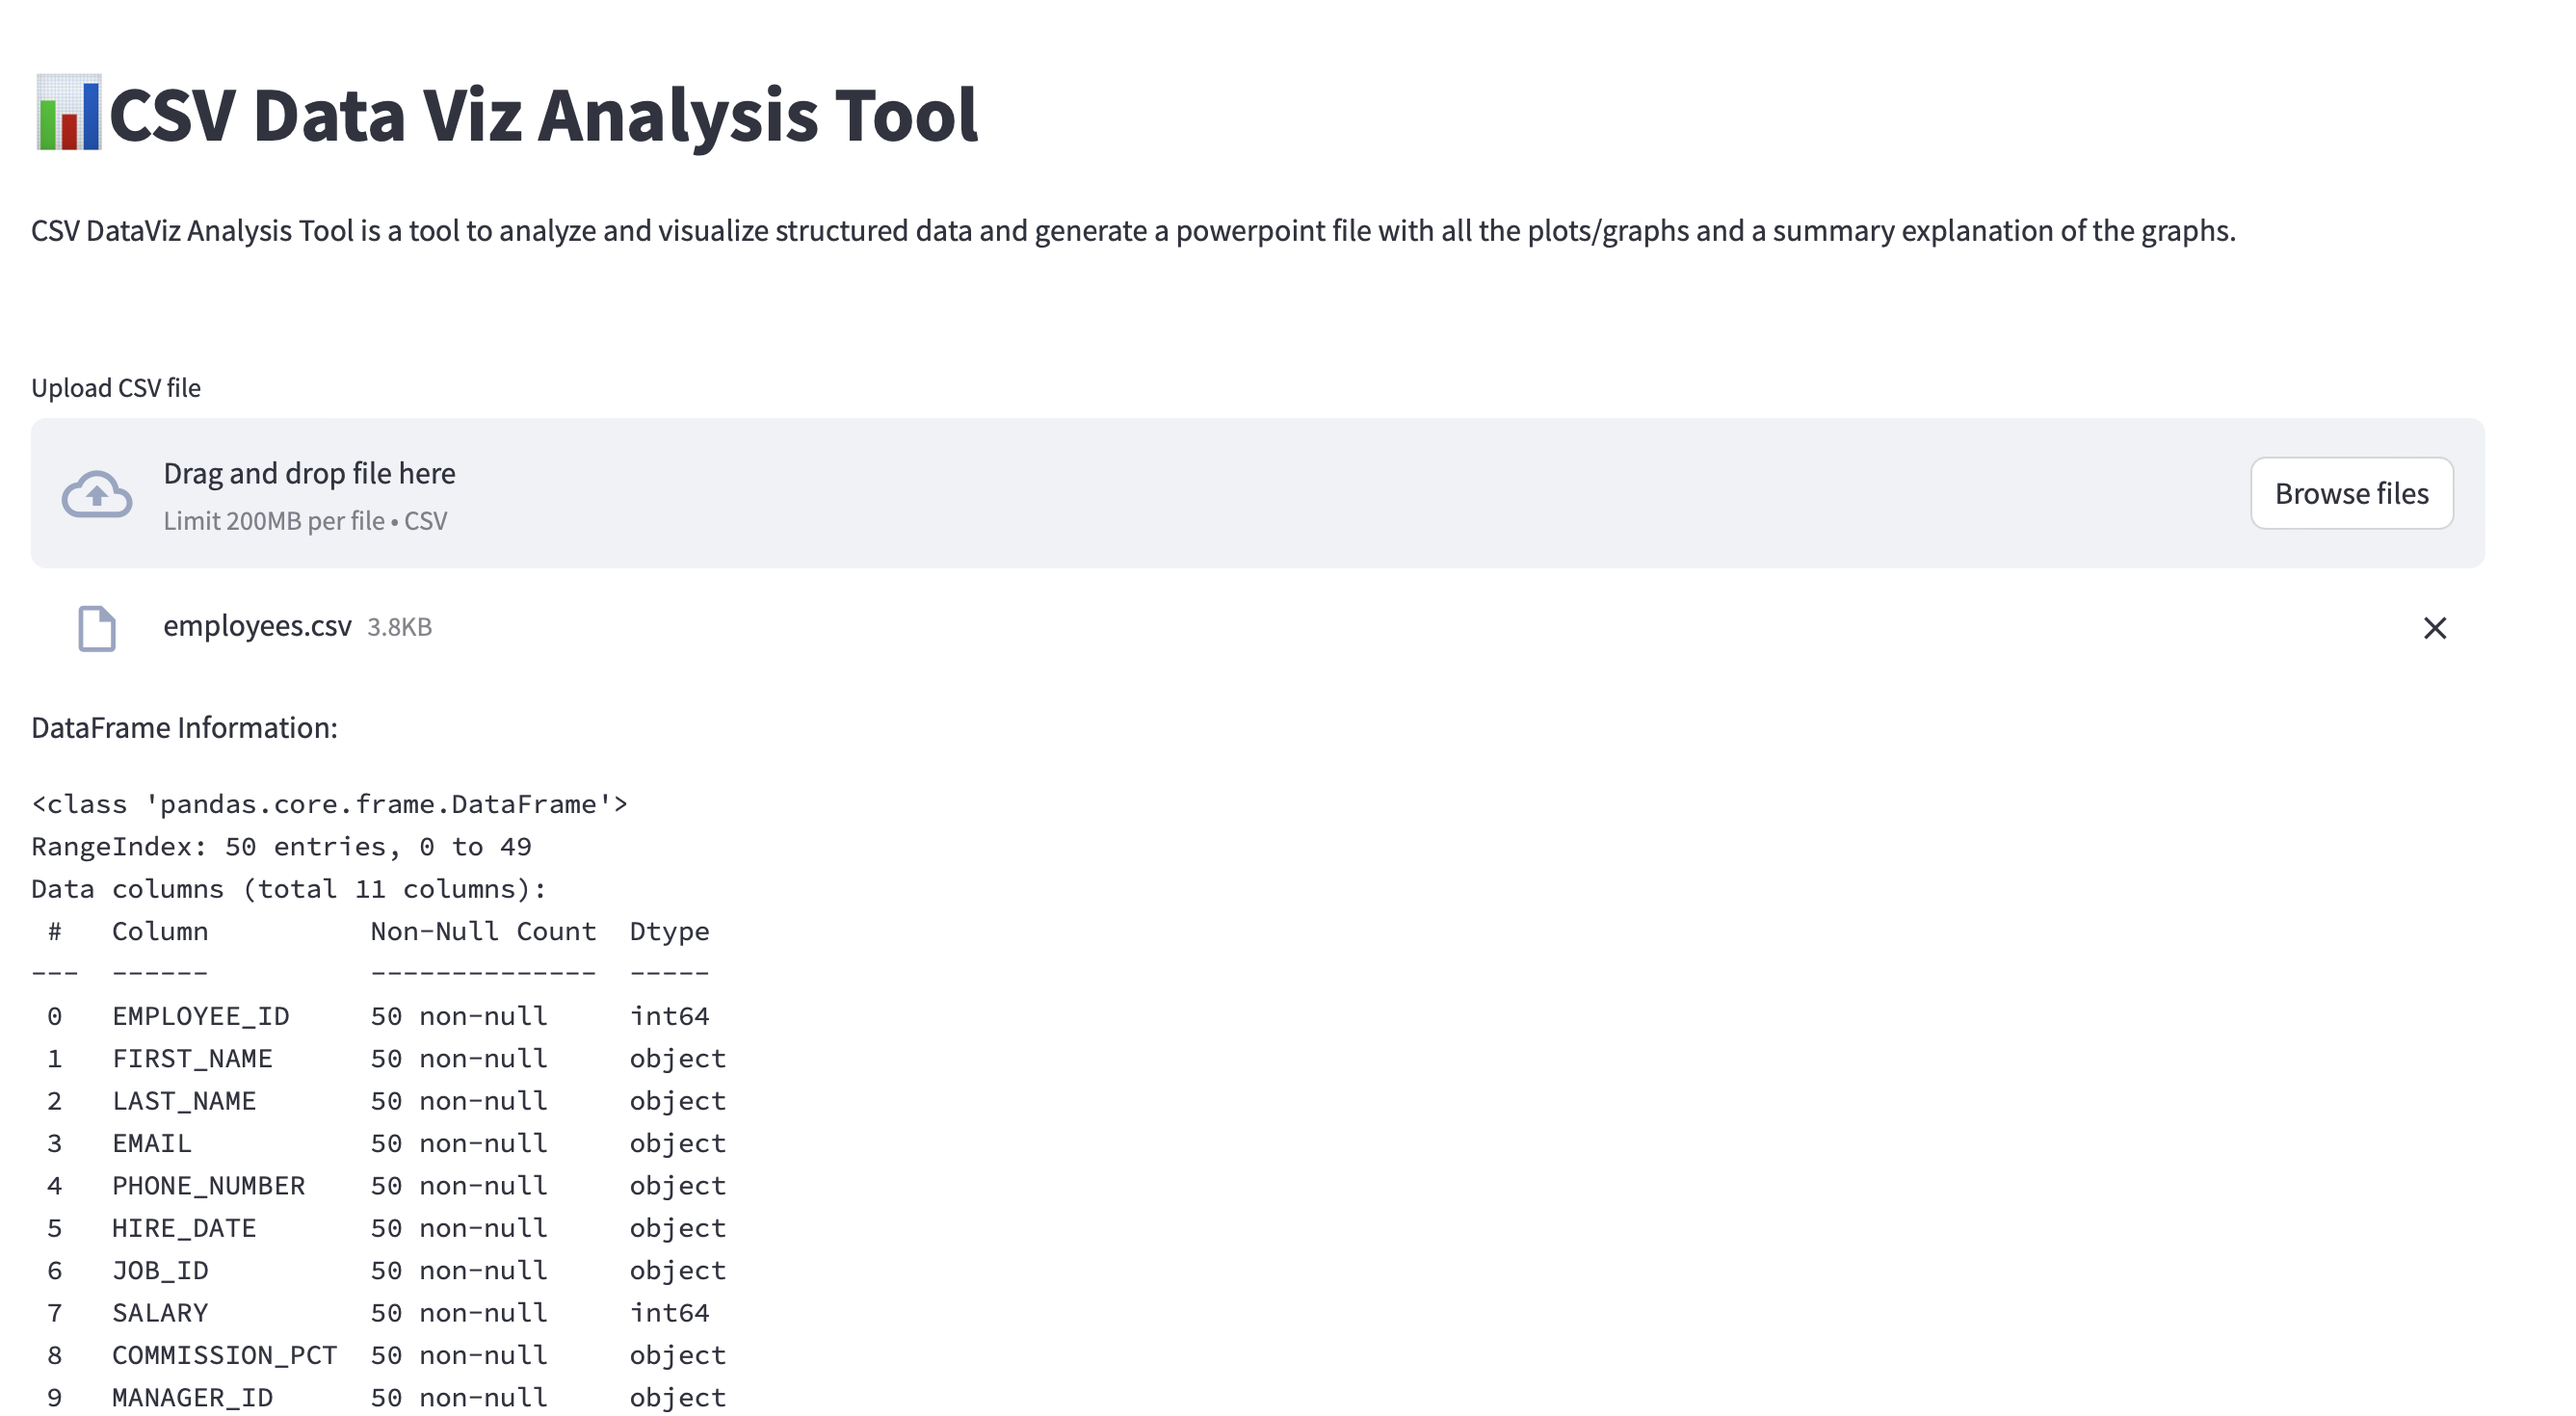 CSV Data Viz Analysis Tool
CSV DataViz Analysis Tool is a tool to analyze and visualize structured data and generate a powerpoint file with all the plots/graphs and a summary explanation of the graphs.
Upload CSV file
Drag and drop file here
Limit 200MB per file • CSV
Browse files
employees.csv 3.8KB
DataFrame Information:
<class 'pandas.core.frame.DataFrame'>
RangeIndex: 50 entries, 0 to 49
Data columns (total 11 columns):
 #   Column          Non-Null Count  Dtype
---  ------          --------------  -----
 0   EMPLOYEE_ID     50 non-null     int64
 1   FIRST_NAME      50 non-null     object
 2   LAST_NAME       50 non-null     object
 3   EMAIL           50 non-null     object
 4   PHONE_NUMBER    50 non-null     object
 5   HIRE_DATE       50 non-null     object
 6   JOB_ID          50 non-null     object
 7   SALARY          50 non-null     int64
 8   COMMISSION_PCT  50 non-null     object
 9   MANAGER_ID      50 non-null     object